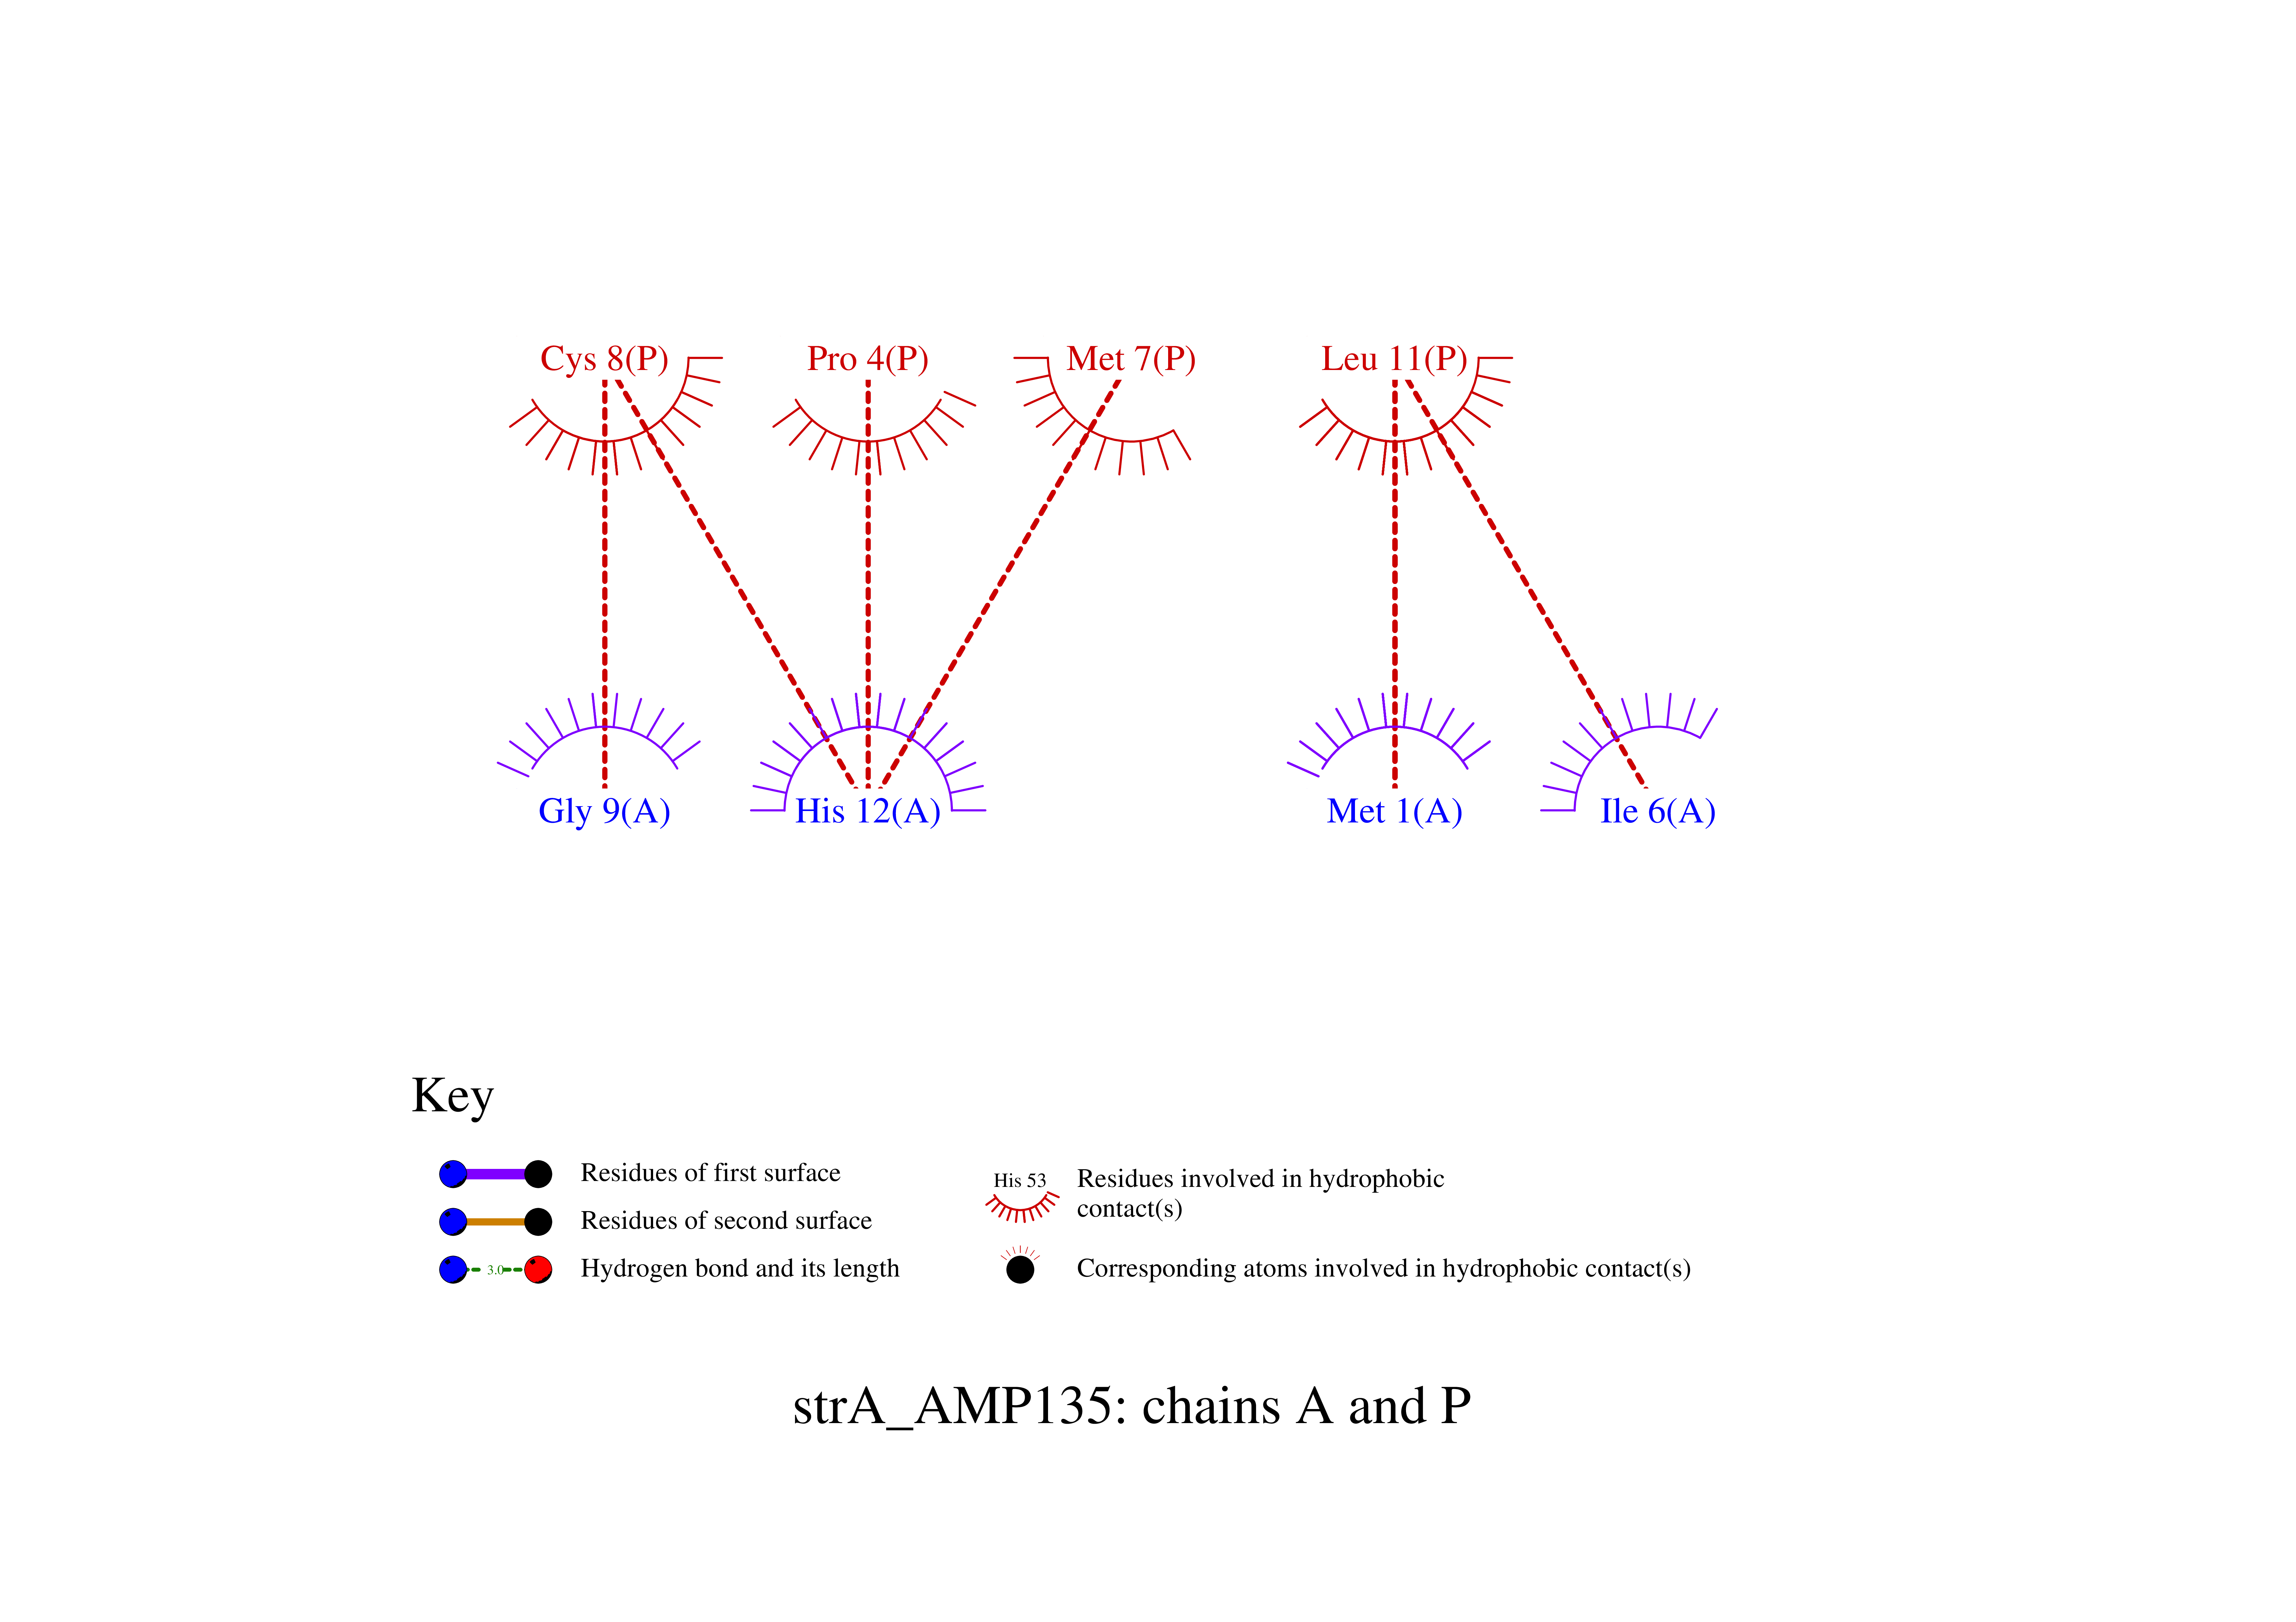 Cys 8(P) Pro 4(P) Met 7(P) Leu 11(P)
Gly 9(A) His 12(A) Met 1(A) Ile 6(A)
Key
Residues of first surface
Residues of second surface
3.0 Hydrogen bond and its length
His 53 Residues involved in hydrophobic
contact(s)
Corresponding atoms involved in hydrophobic contact(s)
strA_AMP135: chains A and P